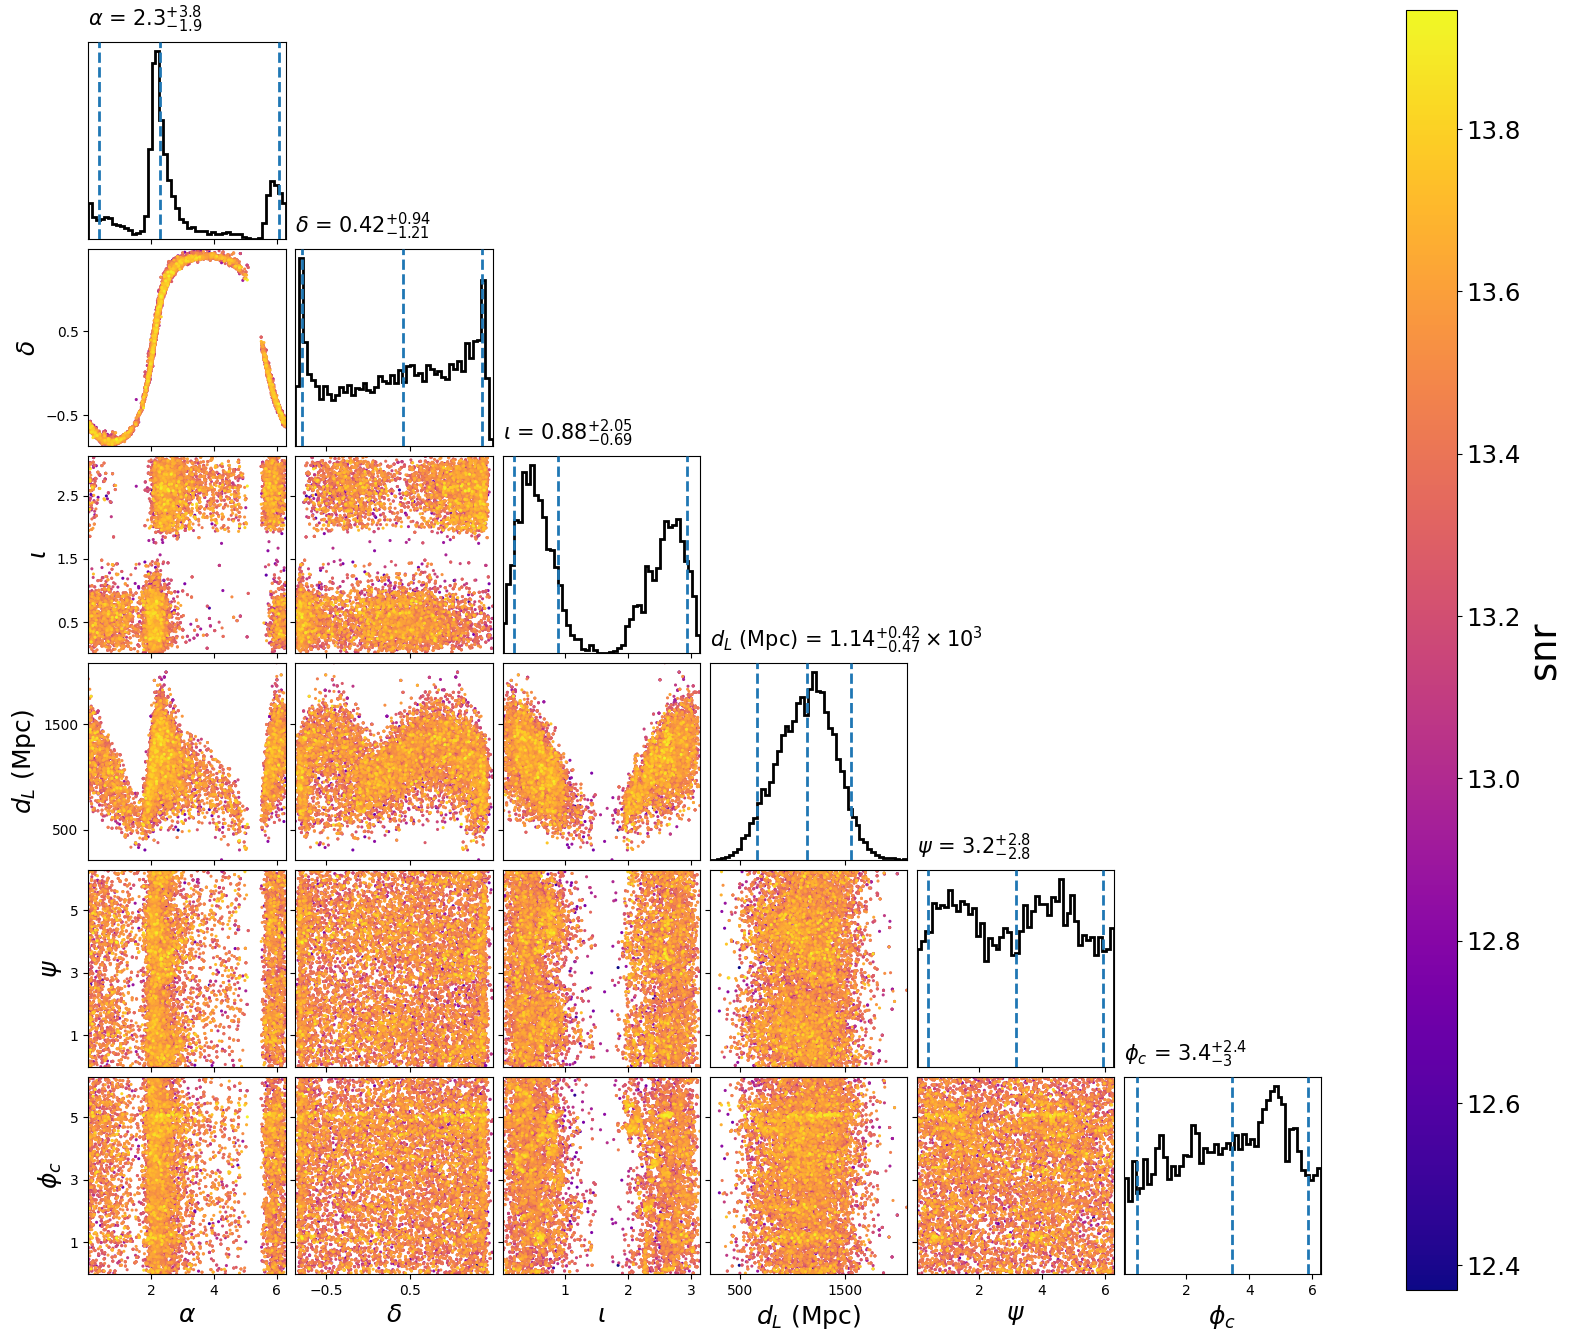 α = 2.3^{+3.8}_{-1.9}
δ = 0.42^{+0.94}_{-1.21}
δ
0.5
−0.5
ι = 0.88^{+2.05}_{-0.69}
ι
2.5
1.5
0.5
d_L (Mpc) = 1.14^{+0.42}_{-0.47} × 10^3
d_L (Mpc)
1500
500
ψ = 3.2^{+2.8}_{-2.8}
ψ
5
3
1
ϕ_c = 3.4^{+2.4}_{-3}
ϕ_c
5
3
1
2 4 6
α
−0.5 0.5
δ
1 2 3
ι
500 1500
d_L (Mpc)
2 4 6
ψ
2 4 6
ϕ_c
13.8
13.6
13.4
13.2
13.0
12.8
12.6
12.4
snr